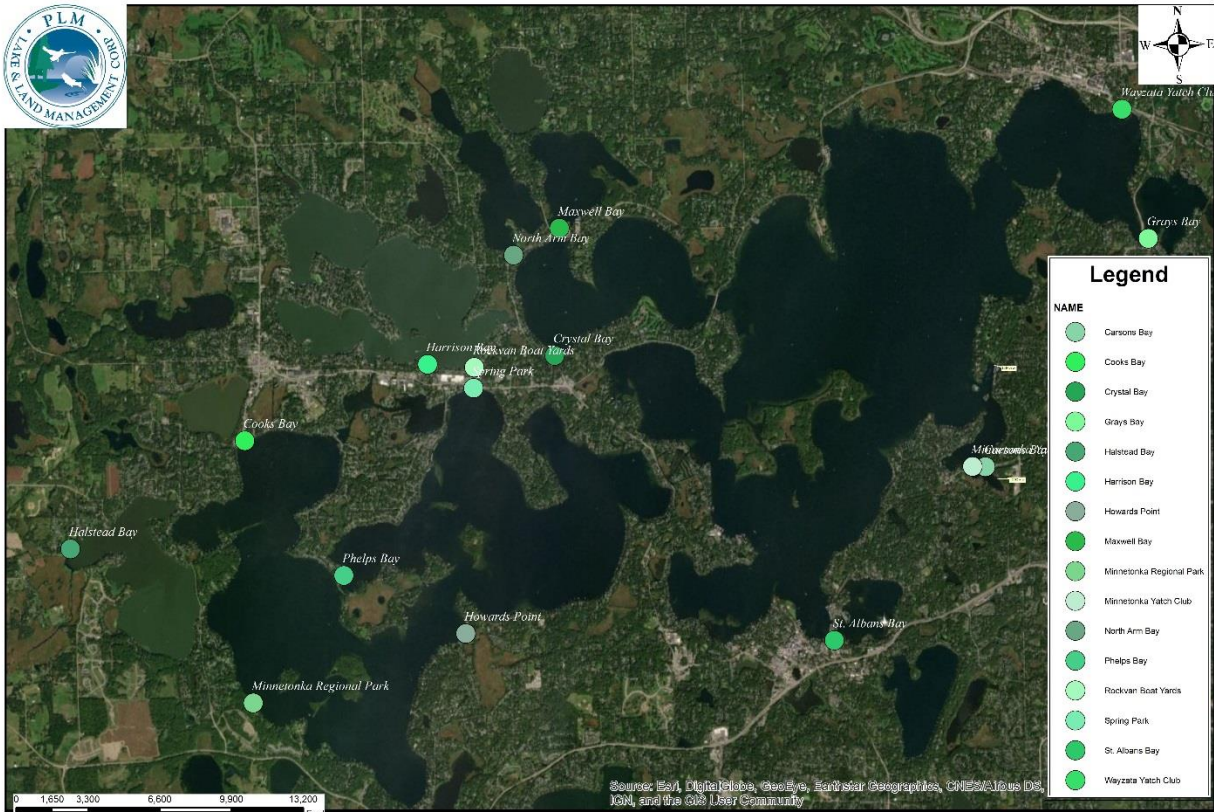 PLM
LAKE & LAND MANAGEMENT CORP
N
W E
S
Wayzata Yatch Clu
Maxwell Bay
Grays Bay
North Arm Bay
Crystal Bay
Harrison Bay
Rockvan Boat Yards
Spring Park
Cooks Bay
Halstead Bay
Phelps Bay
Howards Point
St. Albans Bay
Minnetonka Regional Park
Legend
NAME
Carsons Bay
Cooks Bay
Crystal Bay
Grays Bay
Halstead Bay
Harrison Bay
Howards Point
Maxwell Bay
Minnetonka Regional Park
Minnetonka Yatch Club
North Arm Bay
Phelps Bay
Rockvan Boat Yards
Spring Park
St. Albans Bay
Wayzata Yatch Club
0 1,650 3,300 6,600 9,900 13,200
Source: Esri, DigitalGlobe, GeoEye, Earthstar Geographics, CNES/Airbus DS,
IGN, and the GIS User Community